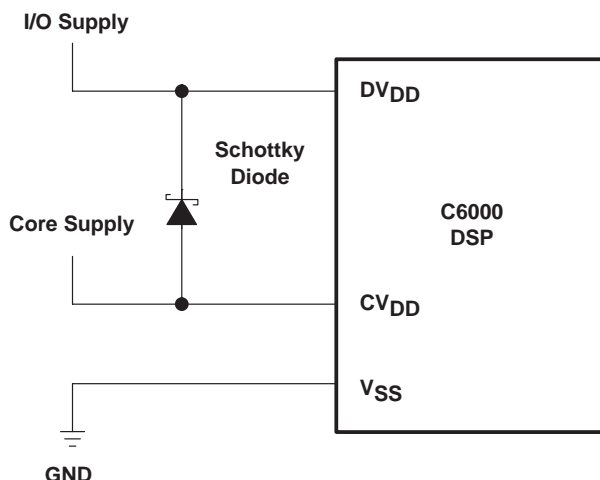 I/O Supply
DVDD
Schottky
Diode
C6000
DSP
Core Supply
CVDD
VSS
GND